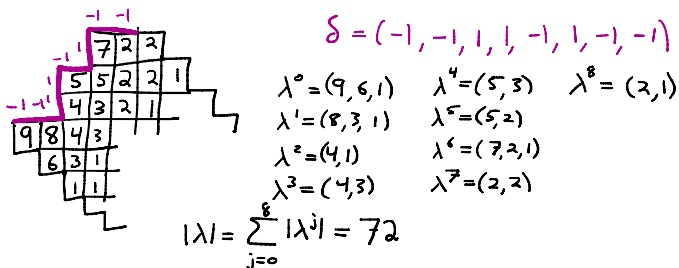 -1 -1
δ = (-1, -1, 1, 1, -1, 1, -1, -1)
1
7 2 2
-1
1
5 5 2 2 1
1
4 3 2 1
-1 -1
9 8 4 3
6 3 1
1 1
λ⁰=(9,6,1) λ⁴=(5,3) λ⁸=(2,1)
λ¹=(8,3,1) λ⁵=(5,2)
λ²=(4,1) λ⁶=(7,2,1)
λ³=(4,3) λ⁷=(2,2)
|λ| = ∑_{j=0}^{8} |λʲ| = 72